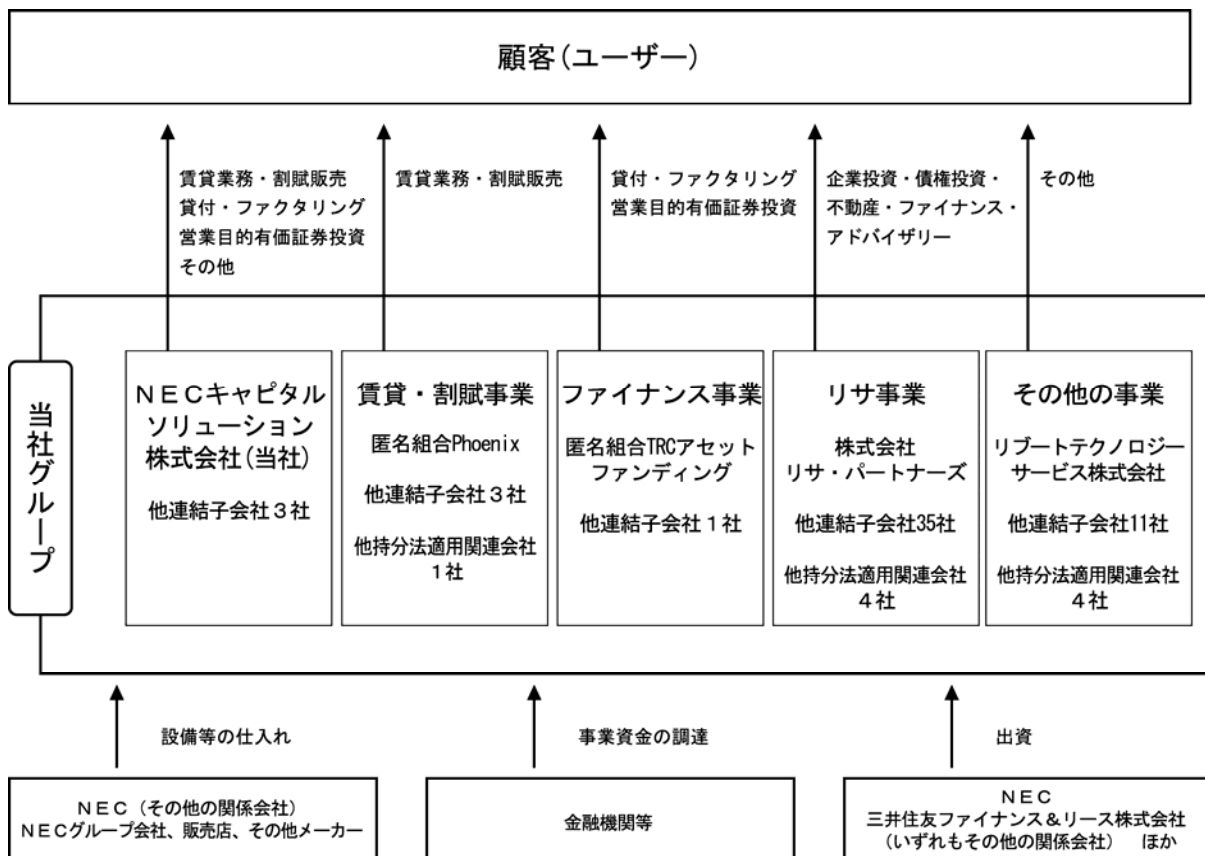 顧客(ユーザー)
賃貸業務・割賦販売
貸付・ファクタリング
営業目的有価証券投資
その他
賃貸業務・割賦販売
貸付・ファクタリング
営業目的有価証券投資
企業投資・債権投資・
不動産・ファイナンス・
アドバイザリー
その他
当社グループ
ＮＥＣキャピタル
ソリューション
株式会社(当社)
他連結子会社３社
賃貸・割賦事業
匿名組合Phoenix
他連結子会社３社
他持分法適用関連会社
１社
ファイナンス事業
匿名組合TRCアセット
ファンディング
他連結子会社１社
リサ事業
株式会社
リサ・パートナーズ
他連結子会社35社
他持分法適用関連会社
４社
その他の事業
リブートテクノロジー
サービス株式会社
他連結子会社11社
他持分法適用関連会社
４社
設備等の仕入れ
事業資金の調達
出資
ＮＥＣ（その他の関係会社）
ＮＥＣグループ会社、販売店、その他メーカー
金融機関等
ＮＥＣ
三井住友ファイナンス＆リース株式会社
（いずれもその他の関係会社）　ほか